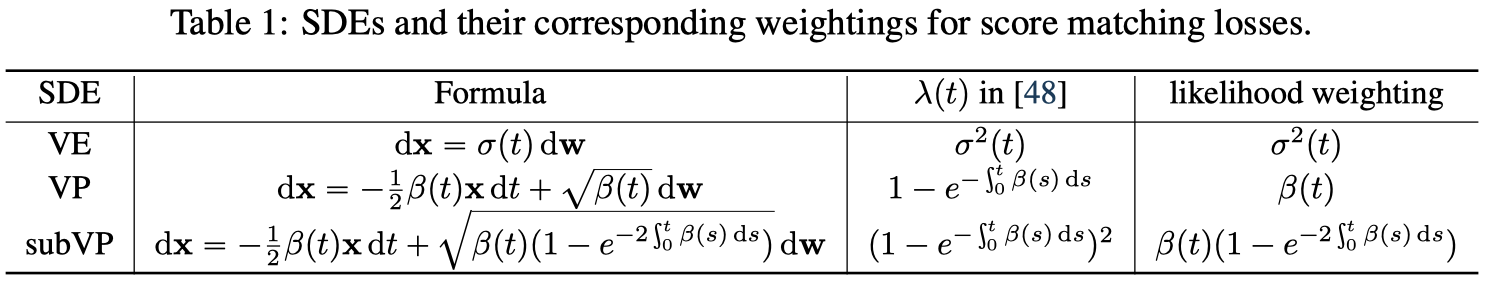 Table 1: SDEs and their corresponding weightings for score matching losses.
SDE Formula λ(t) in [48] likelihood weighting
VE dx = σ(t) dw σ²(t) σ²(t)
VP dx = −½β(t)x dt + √β(t) dw 1 − e^{−∫₀ᵗ β(s) ds} β(t)
subVP dx = −½β(t)x dt + √(β(t)(1 − e^{−2∫₀ᵗ β(s) ds})) dw (1 − e^{−∫₀ᵗ β(s) ds})² β(t)(1 − e^{−2∫₀ᵗ β(s) ds})